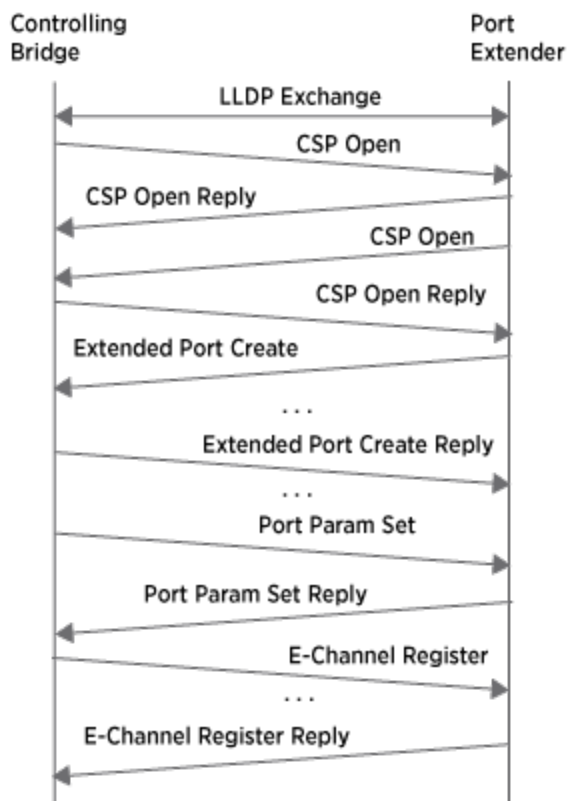 Controlling
Bridge
Port
Extender
LLDP Exchange
CSP Open
CSP Open Reply
CSP Open
CSP Open Reply
Extended Port Create
...
Extended Port Create Reply
...
Port Param Set
Port Param Set Reply
E-Channel Register
...
E-Channel Register Reply